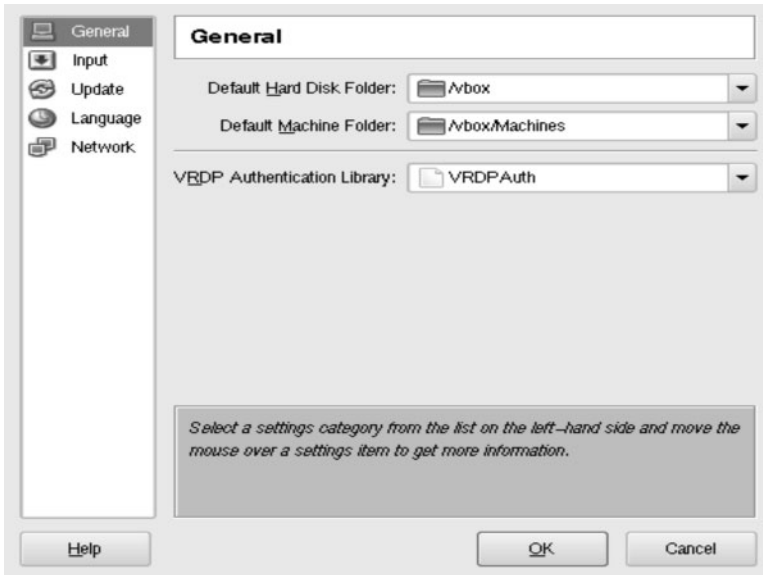 General
Input
Update
Language
Network
General
Default Hard Disk Folder:
/vbox
Default Machine Folder:
/vbox/Machines
VRDP Authentication Library:
VRDPAuth
Select a settings category from the list on the left-hand side and move the
mouse over a settings item to get more information.
Help
OK
Cancel